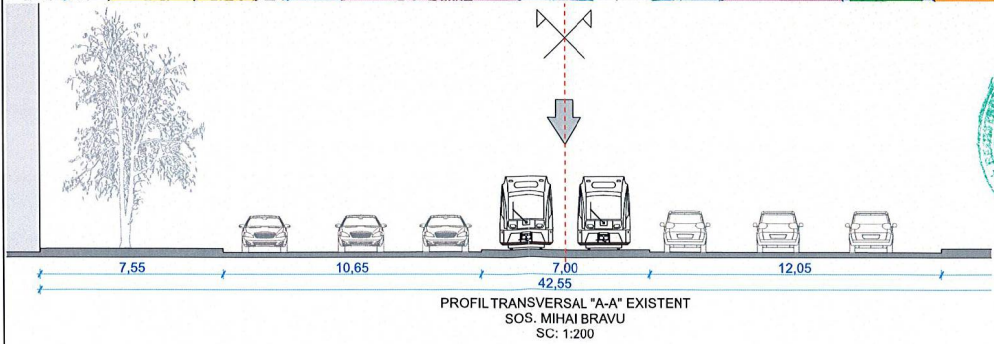 7,55 10,65 7,00 12,05
42,55
PROFIL TRANSVERSAL "A-A" EXISTENT
SOS. MIHAI BRAVU
SC: 1:200